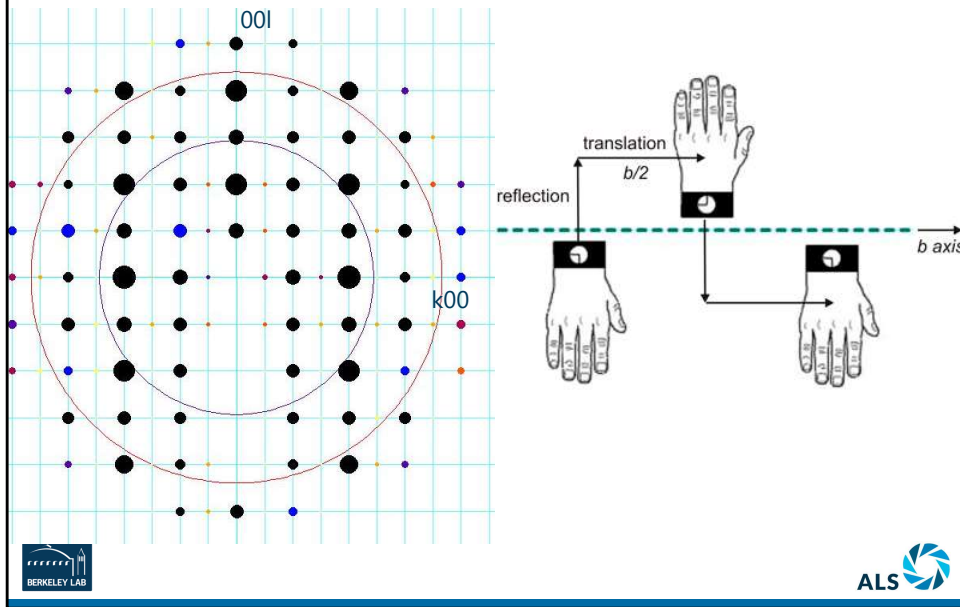 00l
k00
translation
b/2
reflection
b axis
BERKELEY LAB
ALS